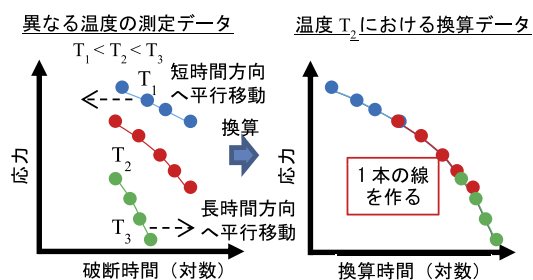 異なる温度の測定データ
T1 < T2 < T3
T1
短時間方向
へ平行移動
T2
T3
長時間方向
へ平行移動
応力
破断時間（対数）
換算
温度 T2 における換算データ
1本の線
を作る
応力
換算時間（対数）